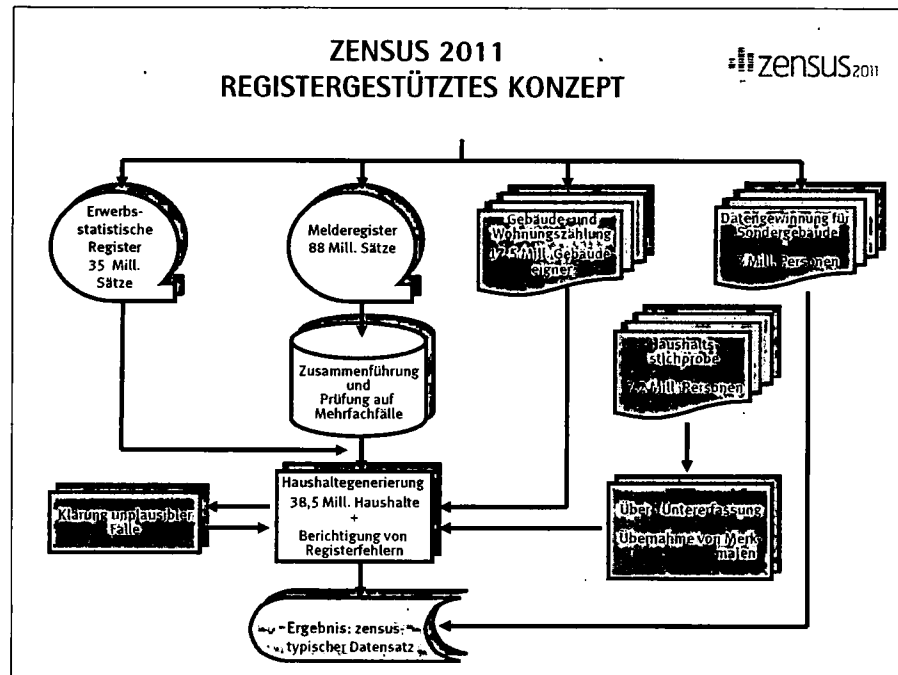 ZENSUS 2011
REGISTERGESTÜTZTES KONZEPT
zensus2011
Erwerbs-
statistische
Register
35 Mill.
Sätze
Melderegister
88 Mill. Sätze
Gebäude- und
Wohnungszählung
17,5 Mill. Gebäude
eigner
Datengewinnung für
Sondergebäude
Mill. Personen
Haushalts
stichprobe
Mill. Personen
Zusammenführung
und
Prüfung auf
Mehrfachfälle
Haushaltegenerierung
38,5 Mill. Haushalte
+
Berichtigung von
Registerfehlern
Klärung unplausibler
Fälle
Über- Untererfassung
Übernahme von Merk-
malen
Ergebnis: zensus-
typischer Datensatz